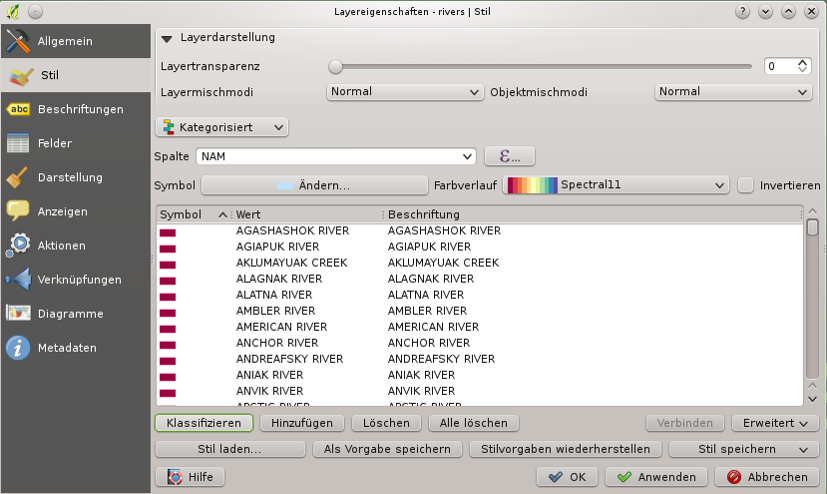 Layereigenschaften - rivers | Stil
Allgemein
Stil
abc Beschriftungen
Felder
Darstellung
Anzeigen
Aktionen
Verknüpfungen
Diagramme
Metadaten
Layerdarstellung
Layertransparenz 0
Layermischmodi Normal Objektmischmodi Normal
Kategorisiert
Spalte NAM ε...
Symbol Ändern... Farbverlauf Spectral11 Invertieren
Symbol Wert Beschriftung
AGASHASHOK RIVER AGASHASHOK RIVER
AGIAPUK RIVER AGIAPUK RIVER
AKLUMAYUAK CREEK AKLUMAYUAK CREEK
ALAGNAK RIVER ALAGNAK RIVER
ALATNA RIVER ALATNA RIVER
AMBLER RIVER AMBLER RIVER
AMERICAN RIVER AMERICAN RIVER
ANCHOR RIVER ANCHOR RIVER
ANDREAFSKY RIVER ANDREAFSKY RIVER
ANIAK RIVER ANIAK RIVER
ANVIK RIVER ANVIK RIVER
ARCTIC RIVER ARCTIC RIVER
Klassifizieren Hinzufügen Löschen Alle löschen Verbinden Erweitert
Stil laden... Als Vorgabe speichern Stilvorgaben wiederherstellen Stil speichern
Hilfe OK Anwenden Abbrechen